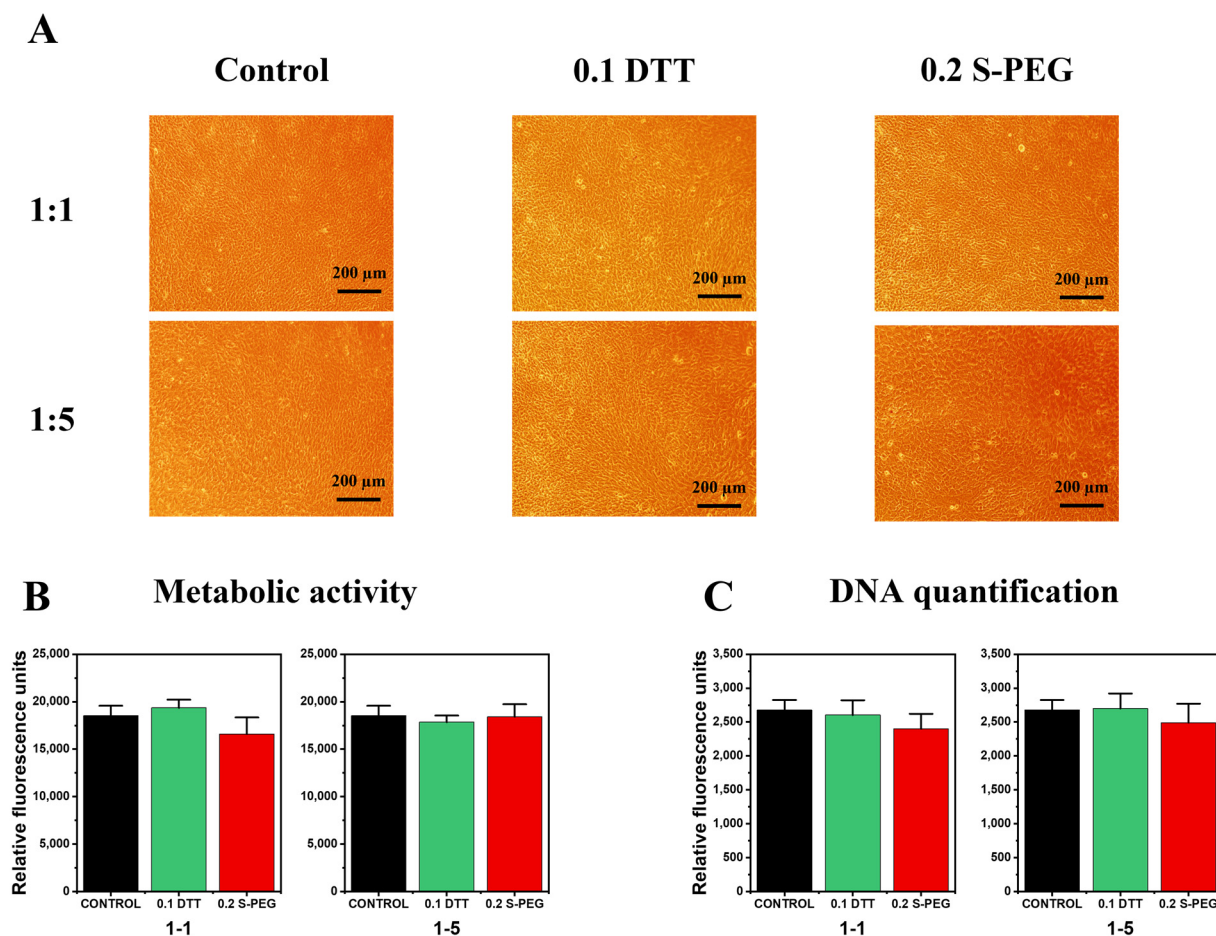 A
Control 0.1 DTT 0.2 S-PEG
1:1
200 µm 200 µm 200 µm
1:5
200 µm 200 µm 200 µm
B Metabolic activity
Relative fluorescence units
25,000
20,000
15,000
10,000
5,000
0
CONTROL 0.1 DTT 0.2 S-PEG
1-1
25,000
20,000
15,000
10,000
5,000
0
CONTROL 0.1 DTT 0.2 S-PEG
1-5
C DNA quantification
Relative fluorescence units
3,500
3,000
2,500
2,000
1,500
1,000
500
0
CONTROL 0.1 DTT 0.2 S-PEG
1-1
3,500
3,000
2,500
2,000
1,500
1,000
500
0
CONTROL 0.1 DTT 0.2 S-PEG
1-5